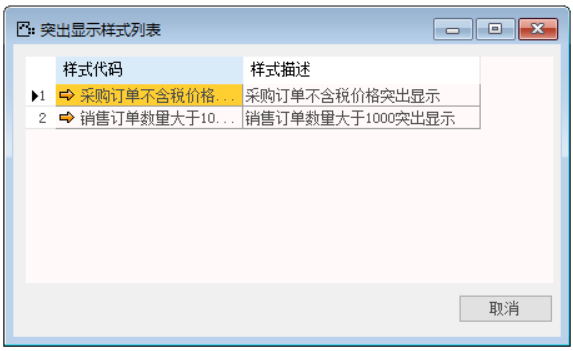 突出显示样式列表
样式代码 样式描述
1 采购订单不含税价格... 采购订单不含税价格突出显示
2 销售订单数量大于10... 销售订单数量大于1000突出显示
取消